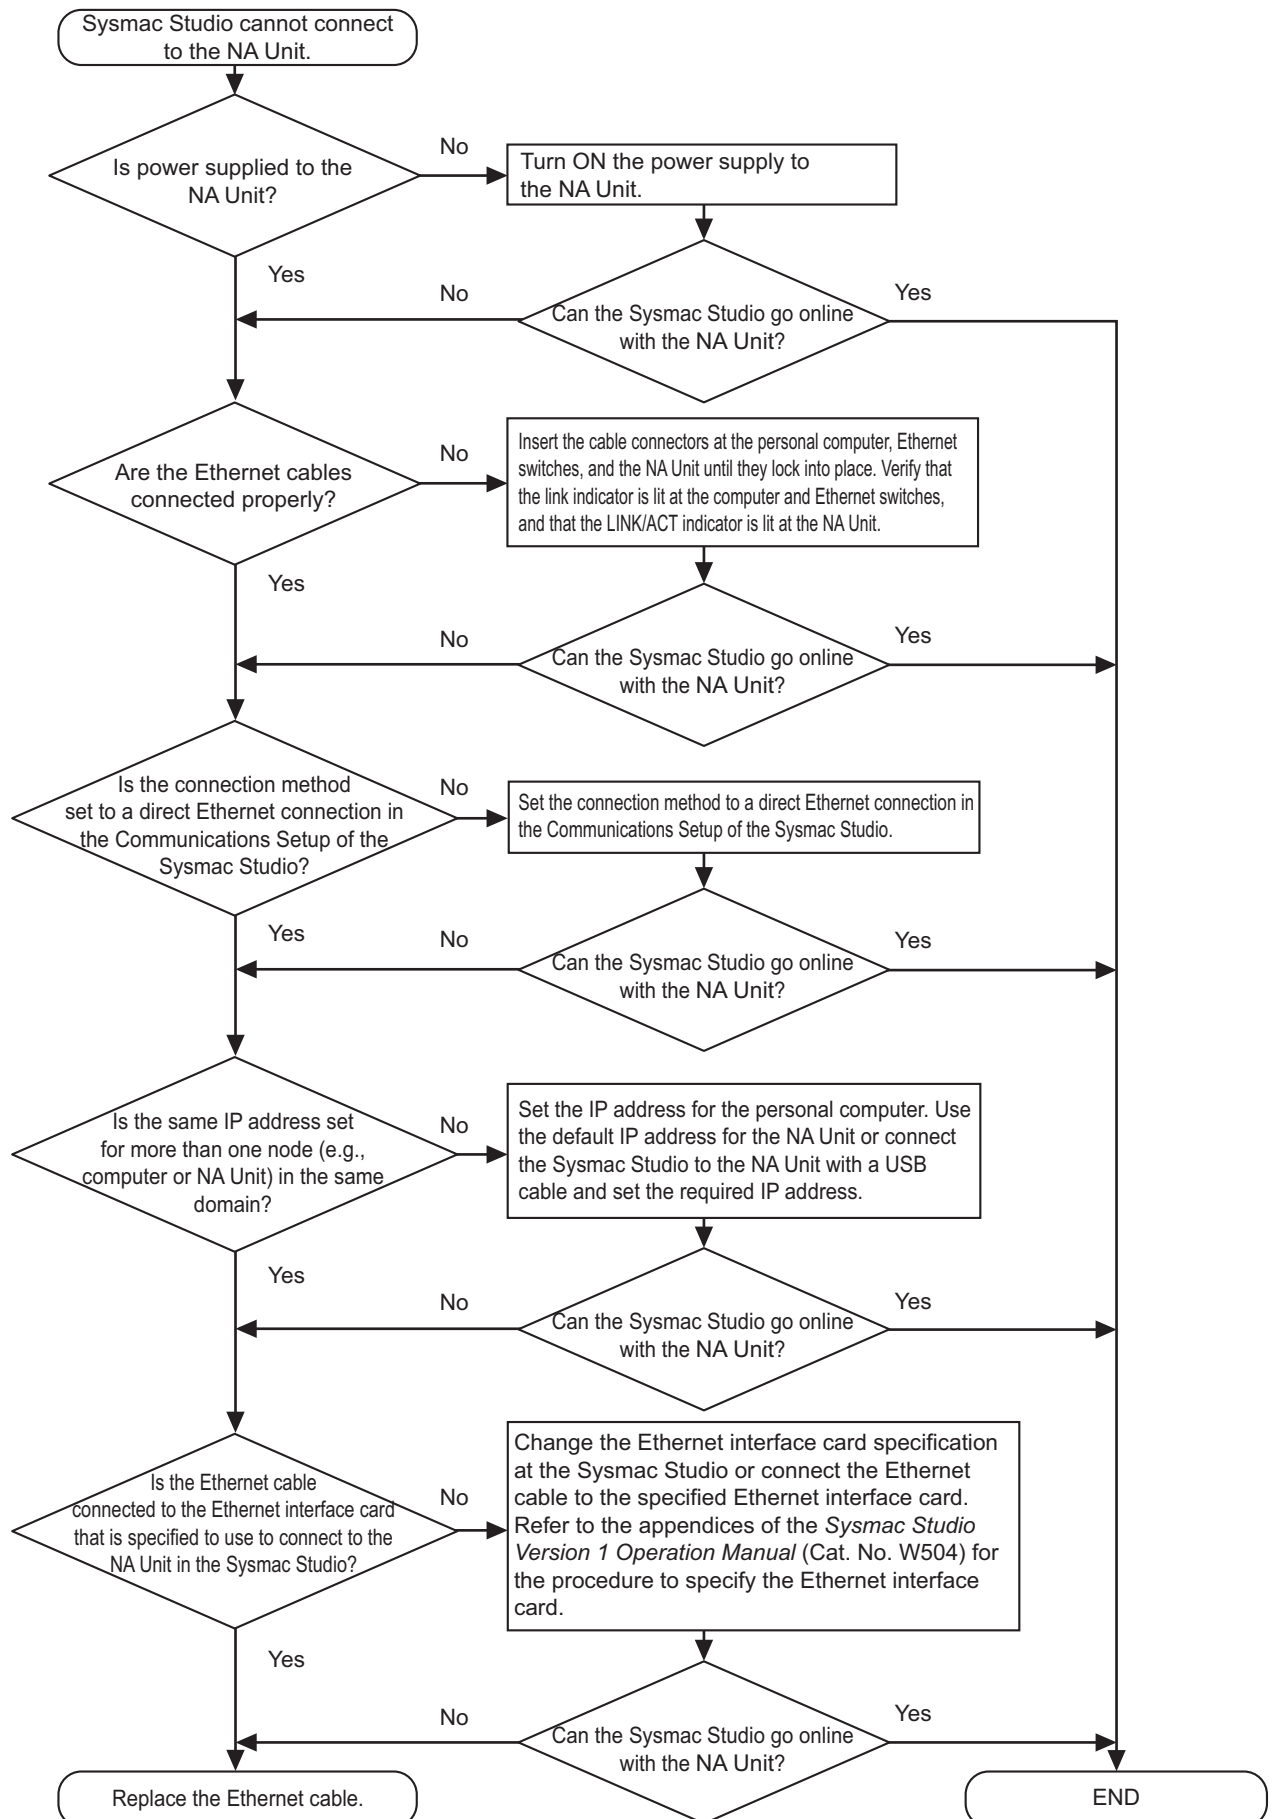 Sysmac Studio cannot connect
to the NA Unit.
Is power supplied to the
NA Unit?
No
Turn ON the power supply to
the NA Unit.
Yes
No
Can the Sysmac Studio go online
with the NA Unit?
Yes
Are the Ethernet cables
connected properly?
No
Insert the cable connectors at the personal computer, Ethernet
switches, and the NA Unit until they lock into place. Verify that
the link indicator is lit at the computer and Ethernet switches,
and that the LINK/ACT indicator is lit at the NA Unit.
Yes
No
Can the Sysmac Studio go online
with the NA Unit?
Yes
Is the connection method
set to a direct Ethernet connection in
the Communications Setup of the
Sysmac Studio?
No
Set the connection method to a direct Ethernet connection in
the Communications Setup of the Sysmac Studio.
Yes
No
Can the Sysmac Studio go online
with the NA Unit?
Yes
Is the same IP address set
for more than one node (e.g.,
computer or NA Unit) in the same
domain?
No
Set the IP address for the personal computer. Use
the default IP address for the NA Unit or connect
the Sysmac Studio to the NA Unit with a USB
cable and set the required IP address.
Yes
No
Can the Sysmac Studio go online
with the NA Unit?
Yes
Is the Ethernet cable
connected to the Ethernet interface card
that is specified to use to connect to the
NA Unit in the Sysmac Studio?
No
Change the Ethernet interface card specification
at the Sysmac Studio or connect the Ethernet
cable to the specified Ethernet interface card.
Refer to the appendices of the Sysmac Studio
Version 1 Operation Manual (Cat. No. W504) for
the procedure to specify the Ethernet interface
card.
Yes
No
Can the Sysmac Studio go online
with the NA Unit?
Yes
Replace the Ethernet cable.
END